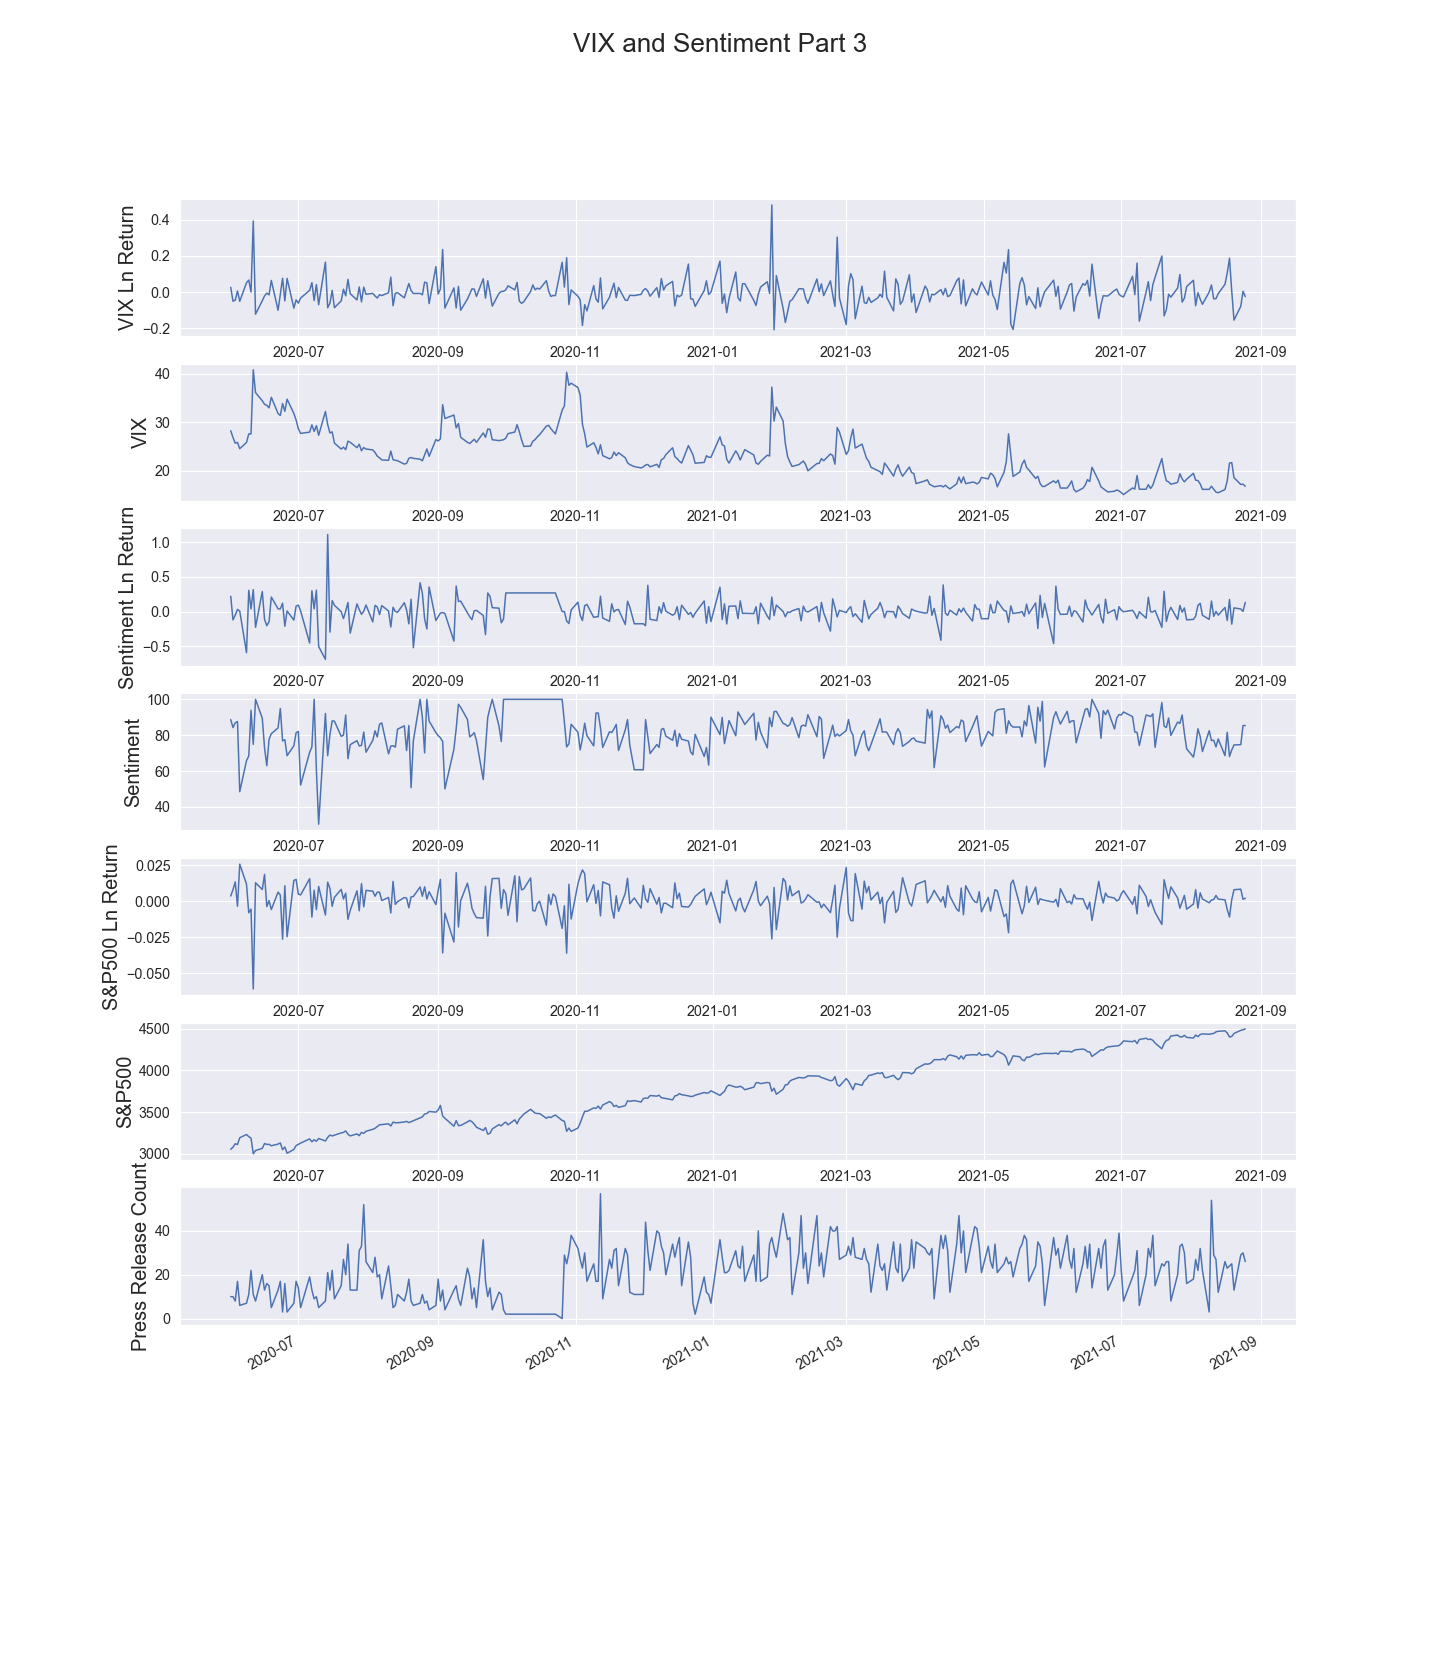 VIX and Sentiment Part 3
VIX Ln Return
0.4
0.2
0.0
−0.2
2020-07 2020-09 2020-11 2021-01 2021-03 2021-05 2021-07 2021-09
VIX
40
30
20
2020-07 2020-09 2020-11 2021-01 2021-03 2021-05 2021-07 2021-09
Sentiment Ln Return
1.0
0.5
0.0
−0.5
2020-07 2020-09 2020-11 2021-01 2021-03 2021-05 2021-07 2021-09
Sentiment
100
80
60
40
2020-07 2020-09 2020-11 2021-01 2021-03 2021-05 2021-07 2021-09
S&P500 Ln Return
0.025
0.000
−0.025
−0.050
2020-07 2020-09 2020-11 2021-01 2021-03 2021-05 2021-07 2021-09
S&P500
4500
4000
3500
3000
2020-07 2020-09 2020-11 2021-01 2021-03 2021-05 2021-07 2021-09
Press Release Count
40
20
0
2020-07 2020-09 2020-11 2021-01 2021-03 2021-05 2021-07 2021-09